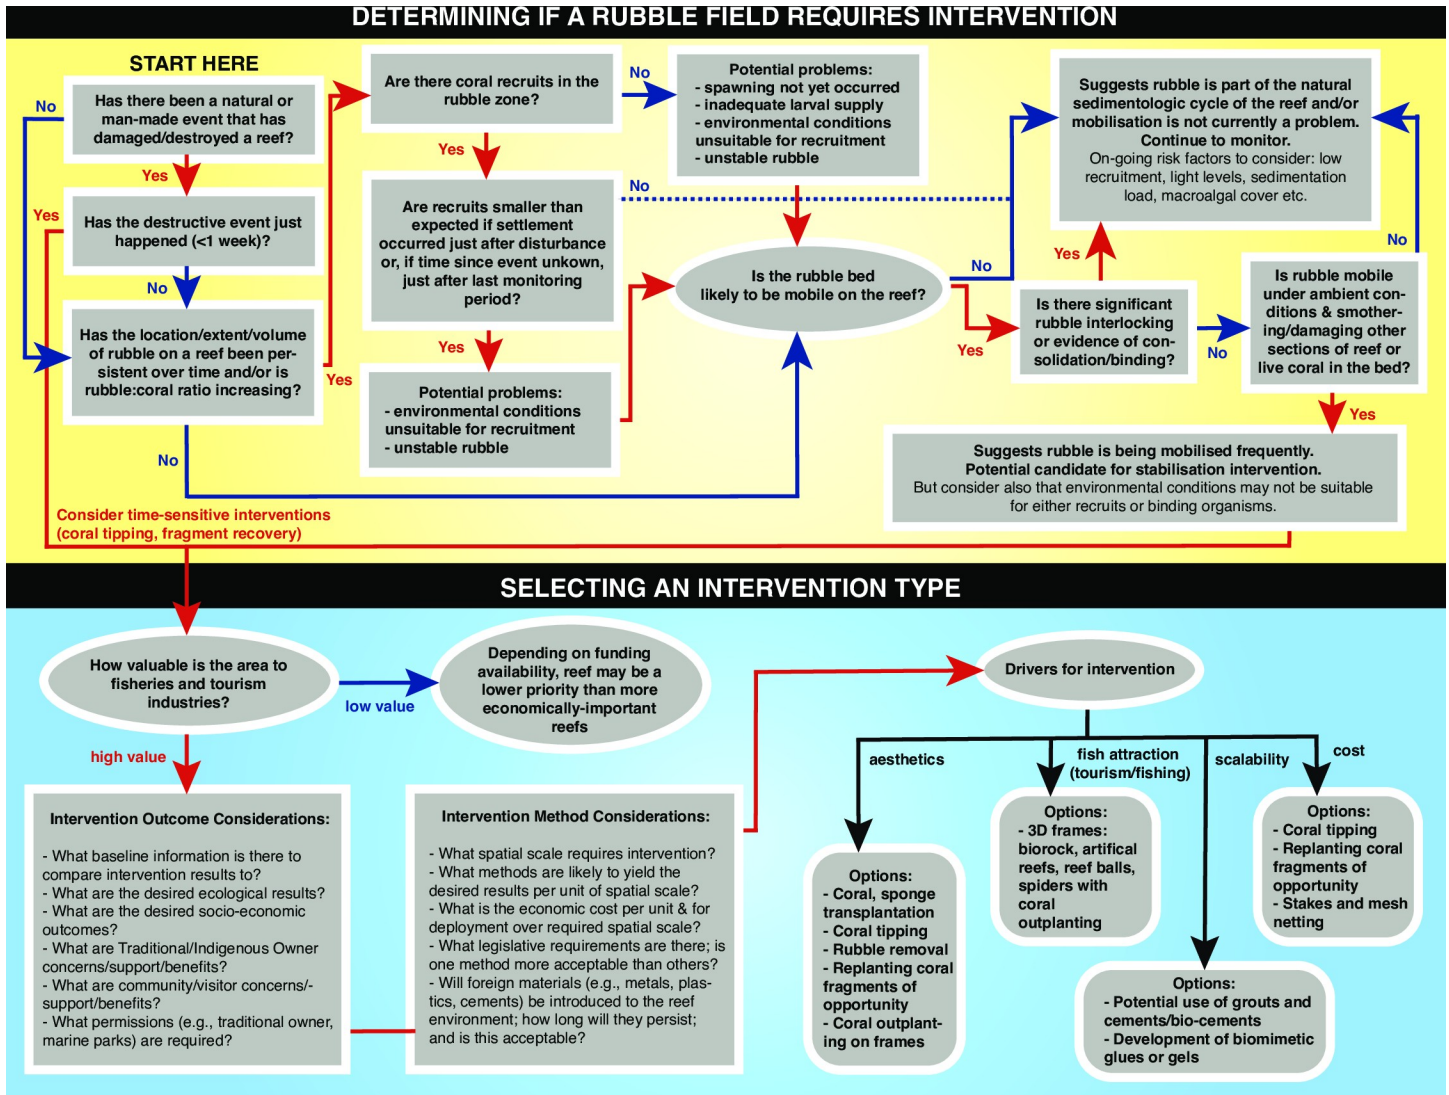 DETERMINING IF A RUBBLE FIELD REQUIRES INTERVENTION
START HERE
Has there been a natural or
man-made event that has
damaged/destroyed a reef?
No
Yes
Has the destructive event just
happened (<1 week)?
Yes
No
Has the location/extent/volume
of rubble on a reef been per-
sistent over time and/or is
rubble:coral ratio increasing?
Yes
No
Are there coral recruits in the
rubble zone?
No
Yes
Potential problems:
- spawning not yet occurred
- inadequate larval supply
- environmental conditions
unsuitable for recruitment
- unstable rubble
Are recruits smaller than
expected if settlement
occurred just after disturbance
or, if time since event unkown,
just after last monitoring
period?
No
Yes
Potential problems:
- environmental conditions
unsuitable for recruitment
- unstable rubble
Is the rubble bed
likely to be mobile on the reef?
No
Yes
Suggests rubble is part of the natural
sedimentologic cycle of the reef and/or
mobilisation is not currently a problem.
Continue to monitor.
On-going risk factors to consider: low
recruitment, light levels, sedimentation
load, macroalgal cover etc.
Yes
No
Is there significant
rubble interlocking
or evidence of con-
solidation/binding?
No
Is rubble mobile
under ambient con-
ditions & smother-
ing/damaging other
sections of reef or
live coral in the bed?
Yes
Suggests rubble is being mobilised frequently.
Potential candidate for stabilisation intervention.
But consider also that environmental conditions may not be suitable
for either recruits or binding organisms.
Consider time-sensitive interventions
(coral tipping, fragment recovery)
SELECTING AN INTERVENTION TYPE
How valuable is the area to
fisheries and tourism
industries?
low value
high value
Depending on funding
availability, reef may be a
lower priority than more
economically-important
reefs
Intervention Outcome Considerations:
- What baseline information is there to
compare intervention results to?
- What are the desired ecological results?
- What are the desired socio-economic
outcomes?
- What are Traditional/Indigenous Owner
concerns/support/benefits?
- What are community/visitor concerns/-
support/benefits?
- What permissions (e.g., traditional owner,
marine parks) are required?
Intervention Method Considerations:
- What spatial scale requires intervention?
- What methods are likely to yield the
desired results per unit of spatial scale?
- What is the economic cost per unit & for
deployment over required spatial scale?
- What legislative requirements are there; is
one method more acceptable than others?
- Will foreign materials (e.g., metals, plas-
tics, cements) be introduced to the reef
environment; how long will they persist;
and is this acceptable?
Drivers for intervention
aesthetics
fish attraction
(tourism/fishing)
scalability
cost
Options:
- Coral, sponge
transplantation
- Coral tipping
- Rubble removal
- Replanting coral
fragments of
opportunity
- Coral outplant-
ing on frames
Options:
- 3D frames:
biorock, artifical
reefs, reef balls,
spiders with
coral
outplanting
Options:
- Potential use of grouts and
cements/bio-cements
- Development of biomimetic
glues or gels
Options:
- Coral tipping
- Replanting coral
fragments of
opportunity
- Stakes and mesh
netting